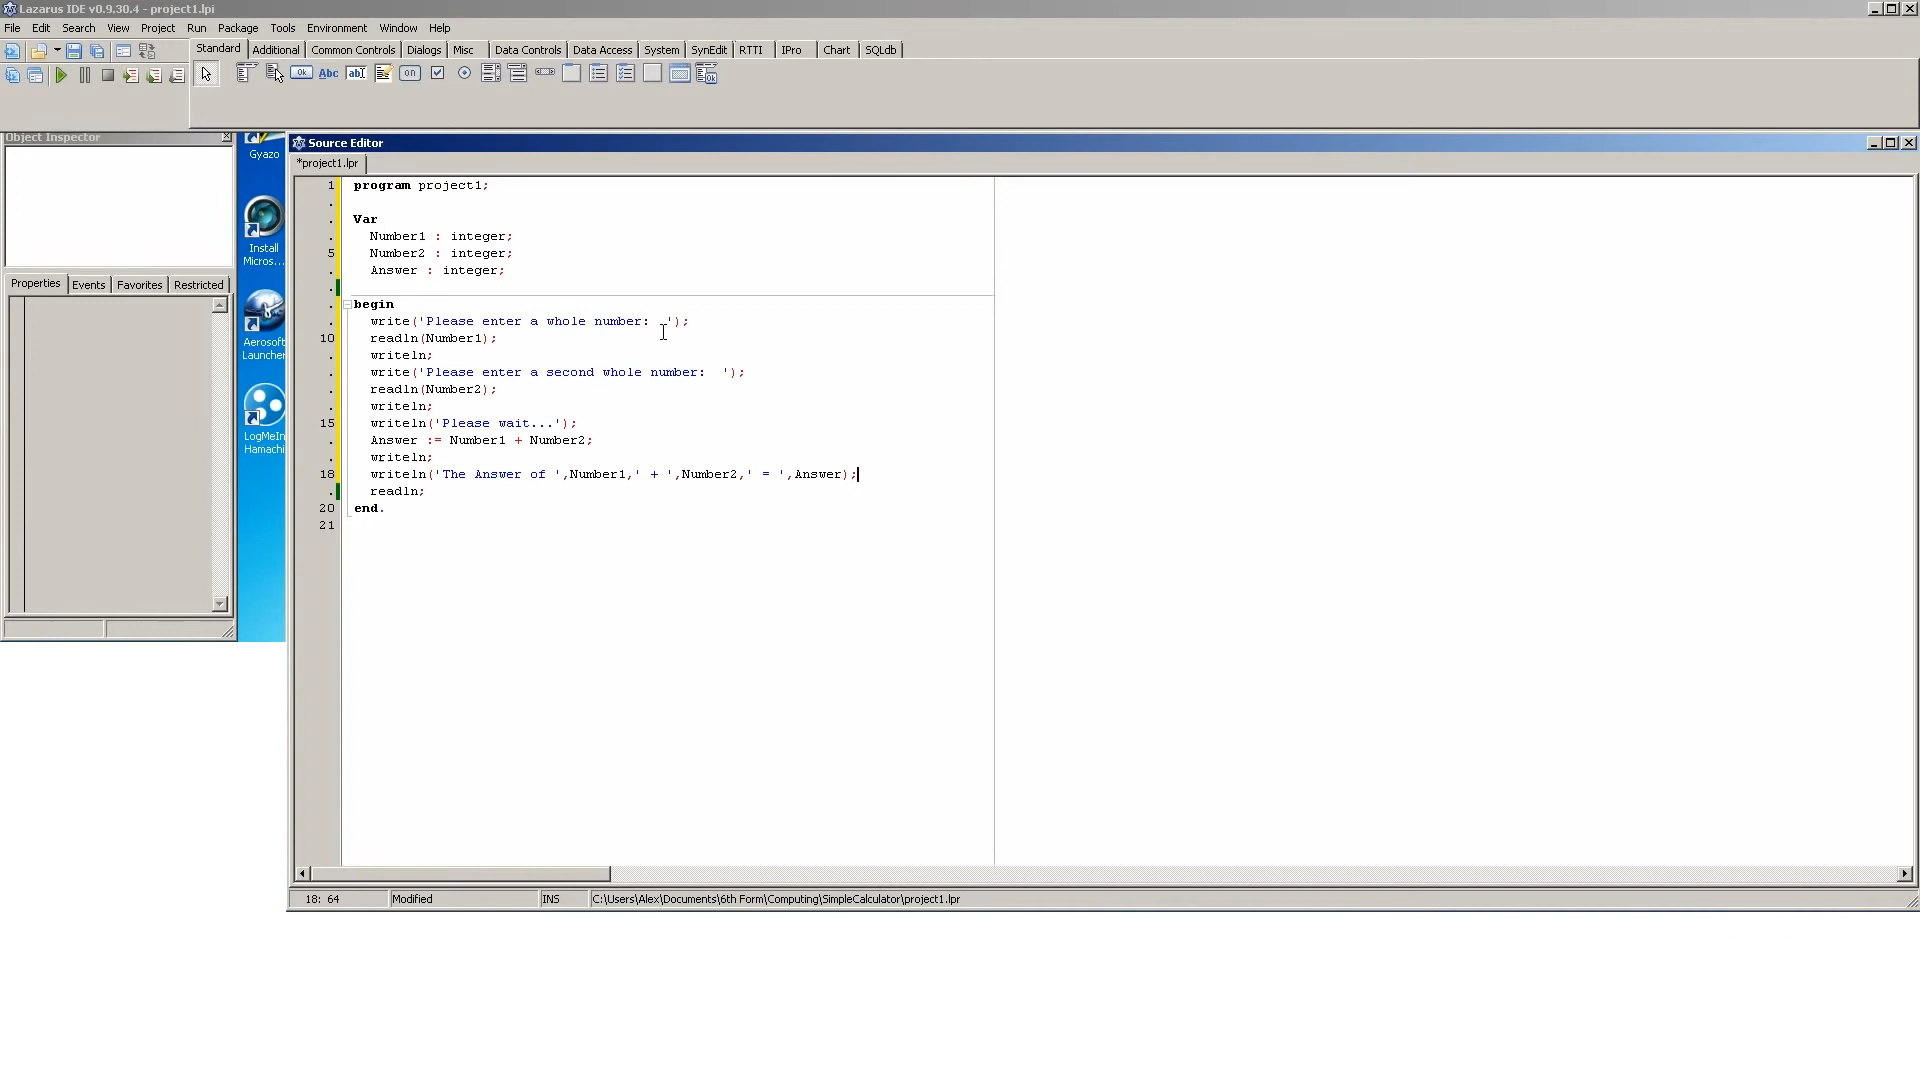 Lazarus IDE v0.9.30.4 - project1.lpi
File Edit Search View Project Run Package Tools Environment Window Help
Standard Additional Common Controls Dialogs Misc Data Controls Data Access System SynEdit RTTI IPro Chart SQLdb
Ok Abc ab on Ok
Object Inspector
Gyazo
Install
Micros...
Properties Events Favorites Restricted
Aerosoft
Launcher
LogMeIn
Hamachi
Source Editor
*project1.lpr
1 program project1;
.
. Var
. Number1 : integer;
5 Number2 : integer;
. Answer : integer;
.
. begin
. write('Please enter a whole number:  ');
10 readln(Number1);
. writeln;
. write('Please enter a second whole number:  ');
. readln(Number2);
. writeln;
15 writeln('Please wait...');
. Answer := Number1 + Number2;
. writeln;
18 writeln('The Answer of ',Number1,' + ',Number2,' = ',Answer);
. readln;
20 end.
21
18: 64 Modified INS C:\Users\Alex\Documents\6th Form\Computing\SimpleCalculator\project1.lpr